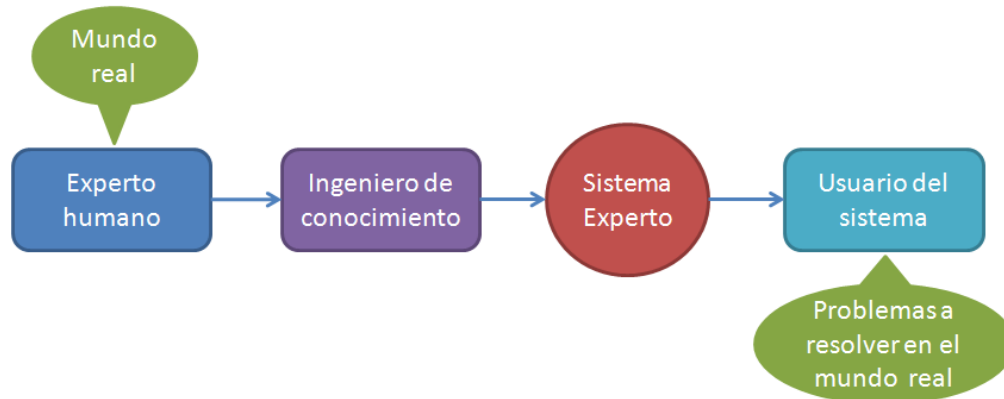 Mundo
real
Experto
humano
Ingeniero de
conocimiento
Sistema
Experto
Usuario del
sistema
Problemas a
resolver en el
mundo real